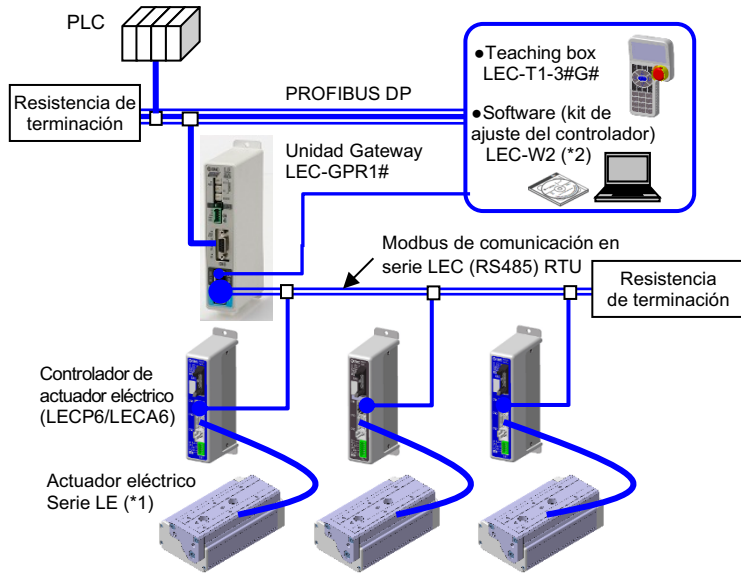 PLC
Resistencia de
terminación
PROFIBUS DP
●Teaching box
LEC-T1-3#G#
●Software (kit de
ajuste del controlador)
LEC-W2 (*2)
Unidad Gateway
LEC-GPR1#
Modbus de comunicación en
serie LEC (RS485) RTU
Resistencia
de terminación
Controlador de
actuador eléctrico
(LECP6/LECA6)
Actuador eléctrico
Serie LE (*1)